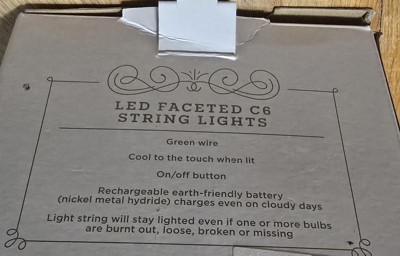 LED FACETED C6
STRING LIGHTS
Green wire
Cool to the touch when lit
On/off button
Rechargeable earth-friendly battery
(nickel metal hydride) charges even on cloudy days
Light string will stay lighted even if one or more bulbs
are burnt out, loose, broken or missing